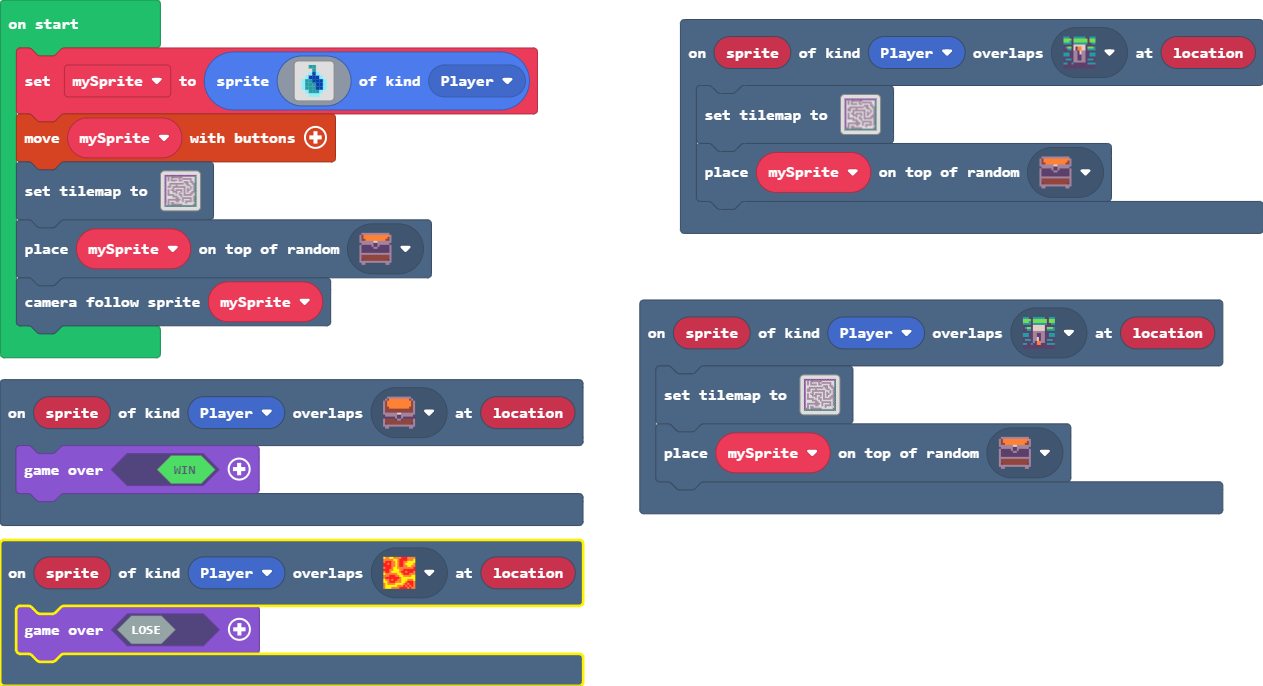 on start
set mySprite to sprite of kind Player
move mySprite with buttons
set tilemap to
place mySprite on top of random
camera follow sprite mySprite
on sprite of kind Player overlaps at location
game over WIN
on sprite of kind Player overlaps at location
game over LOSE
on sprite of kind Player overlaps at location
set tilemap to
place mySprite on top of random
on sprite of kind Player overlaps at location
set tilemap to
place mySprite on top of random